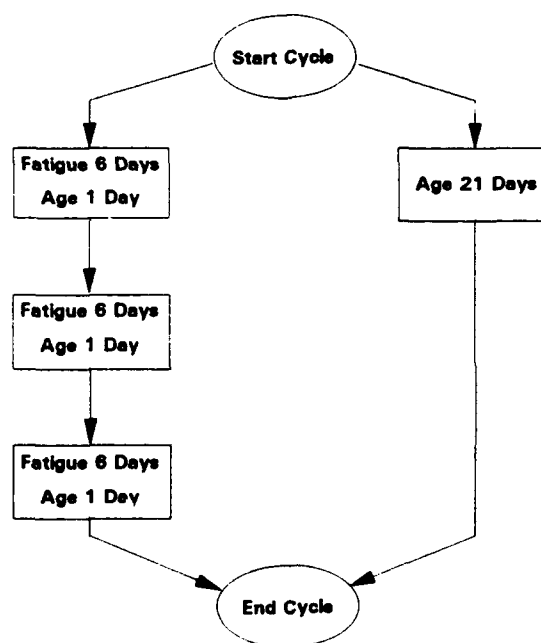 Start Cycle
Fatigue 6 Days
Age 1 Day
Age 21 Days
Fatigue 6 Days
Age 1 Day
Fatigue 6 Days
Age 1 Day
End Cycle